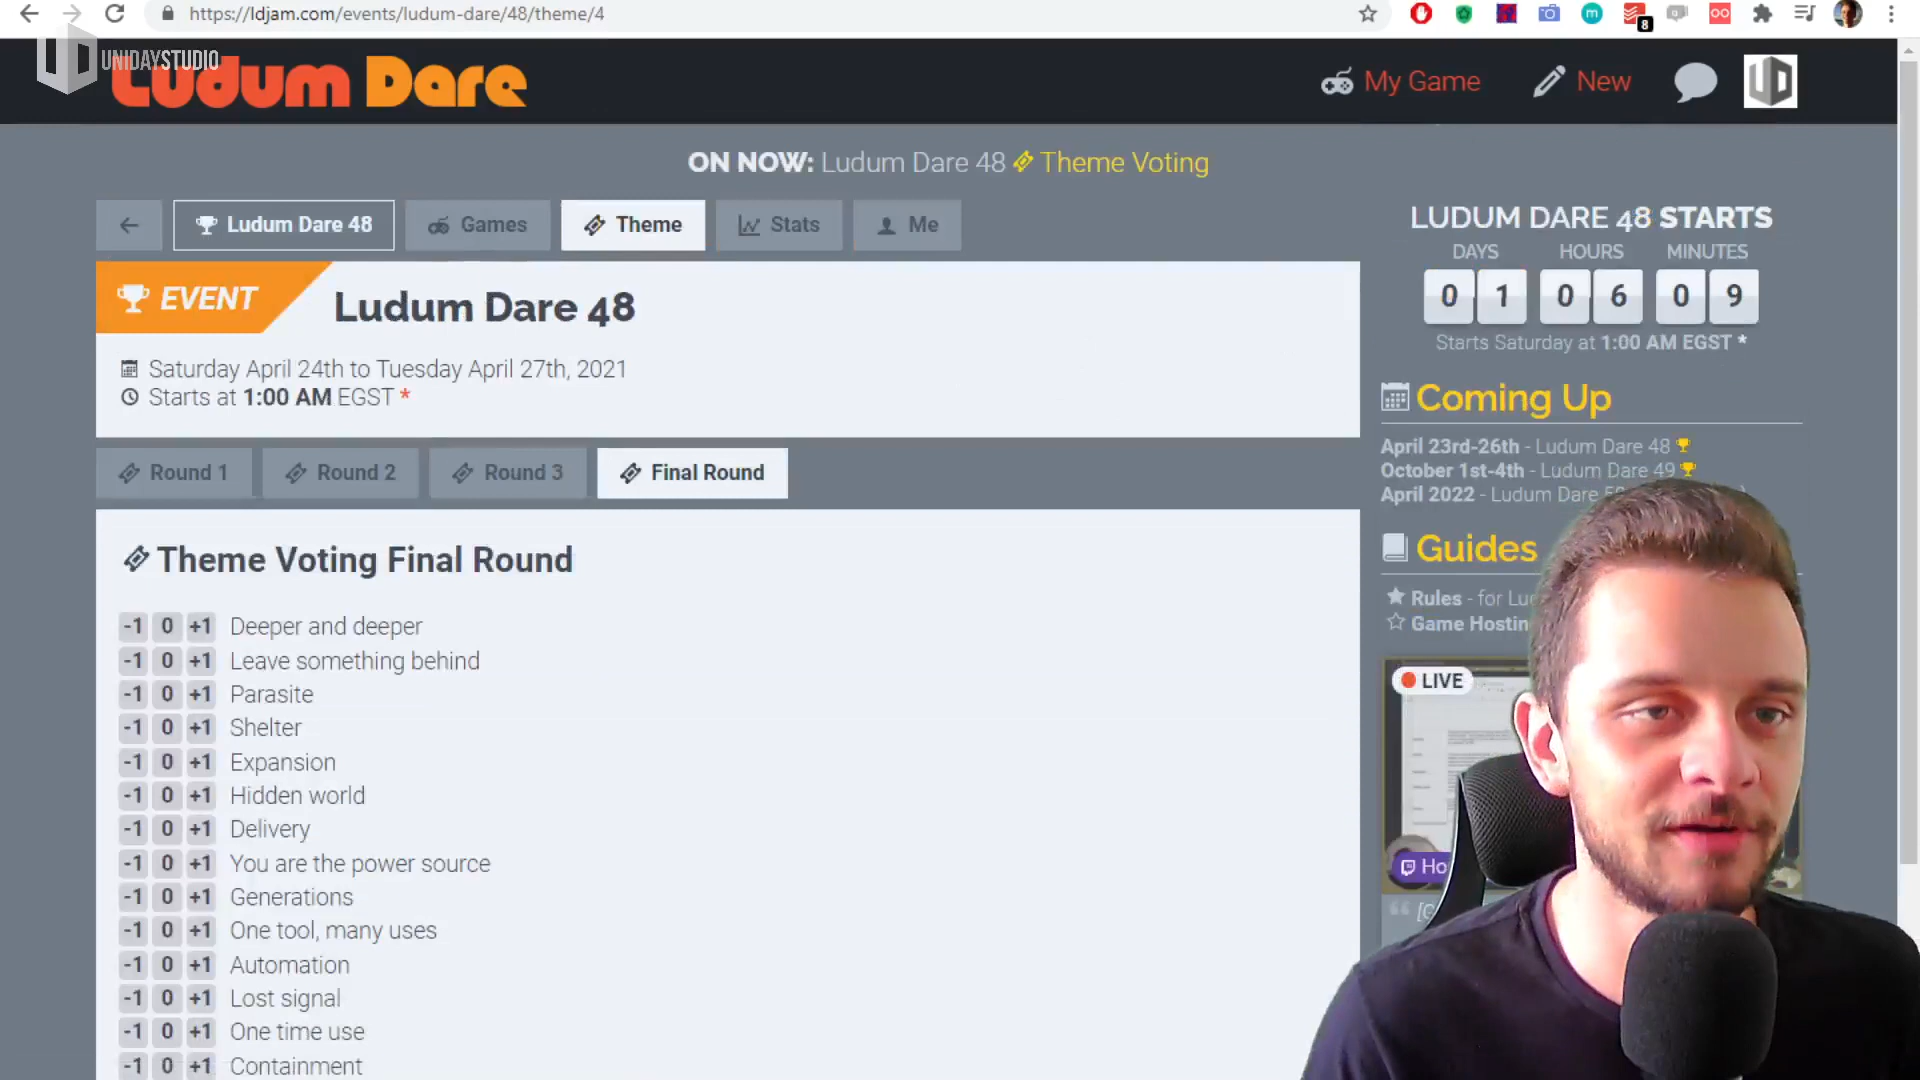 https://ldjam.com/events/ludum-dare/48/theme/4
8
UNIDAYSTUDIO
Ludum Dare
My Game
New
ON NOW: Ludum Dare 48 Theme Voting
Ludum Dare 48
Games
Theme
Stats
Me
LUDUM DARE 48 STARTS
DAYS HOURS MINUTES
0 1 0 6 0 9
Starts Saturday at 1:00 AM EGST *
EVENT
Ludum Dare 48
Saturday April 24th to Tuesday April 27th, 2021
Starts at 1:00 AM EGST *
Coming Up
April 23rd-26th - Ludum Dare 48
October 1st-4th - Ludum Dare 49
April 2022 - Ludum Dare
Round 1
Round 2
Round 3
Final Round
Guides
Rules - for
Game
LIVE
Theme Voting Final Round
-1 0 +1 Deeper and deeper
-1 0 +1 Leave something behind
-1 0 +1 Parasite
-1 0 +1 Shelter
-1 0 +1 Expansion
-1 0 +1 Hidden world
-1 0 +1 Delivery
-1 0 +1 You are the power source
-1 0 +1 Generations
-1 0 +1 One tool, many uses
-1 0 +1 Automation
-1 0 +1 Lost signal
-1 0 +1 One time use
-1 0 +1 Containment